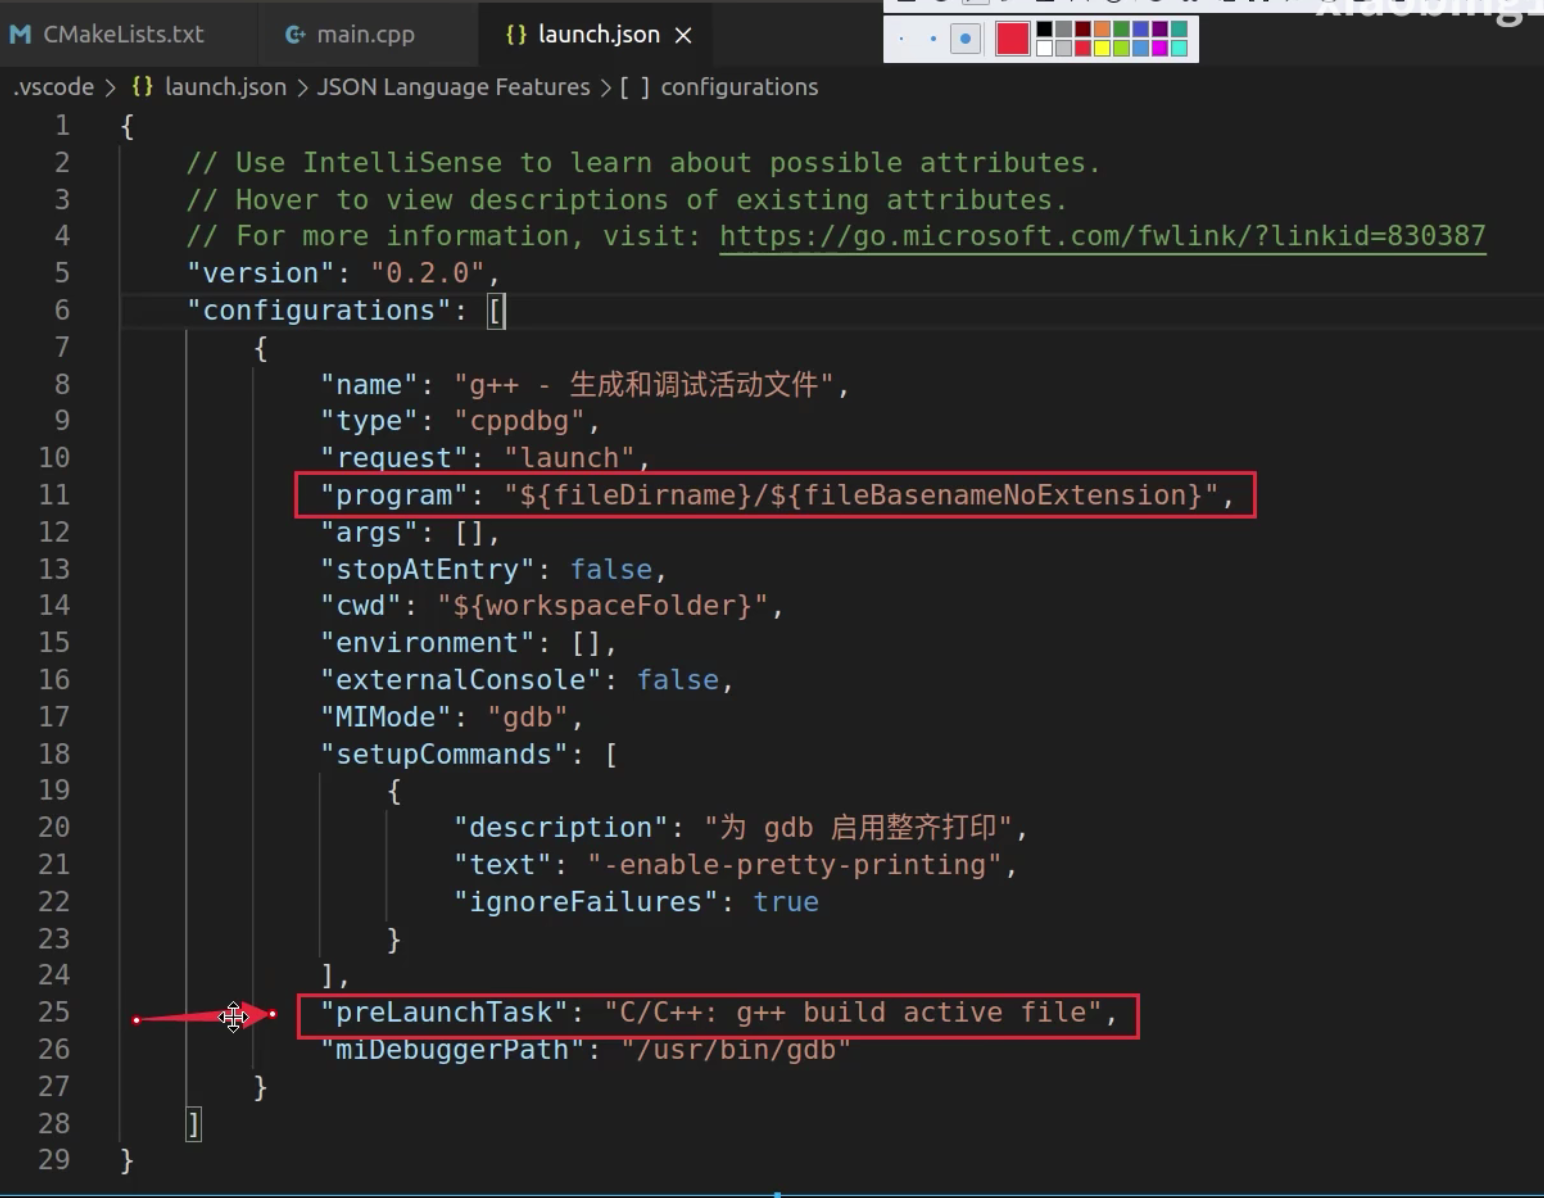 CMakeLists.txt
main.cpp
{} launch.json
.vscode > {} launch.json > JSON Language Features > [ ] configurations
1 {
2 // Use IntelliSense to learn about possible attributes.
3 // Hover to view descriptions of existing attributes.
4 // For more information, visit: https://go.microsoft.com/fwlink/?linkid=830387
5 "version": "0.2.0",
6 "configurations": [
7 {
8 "name": "g++ - 生成和调试活动文件",
9 "type": "cppdbg",
10 "request": "launch",
11 "program": "${fileDirname}/${fileBasenameNoExtension}",
12 "args": [],
13 "stopAtEntry": false,
14 "cwd": "${workspaceFolder}",
15 "environment": [],
16 "externalConsole": false,
17 "MIMode": "gdb",
18 "setupCommands": [
19 {
20 "description": "为 gdb 启用整齐打印",
21 "text": "-enable-pretty-printing",
22 "ignoreFailures": true
23 }
24 ],
25 "preLaunchTask": "C/C++: g++ build active file",
26 "miDebuggerPath": "/usr/bin/gdb"
27 }
28 ]
29 }